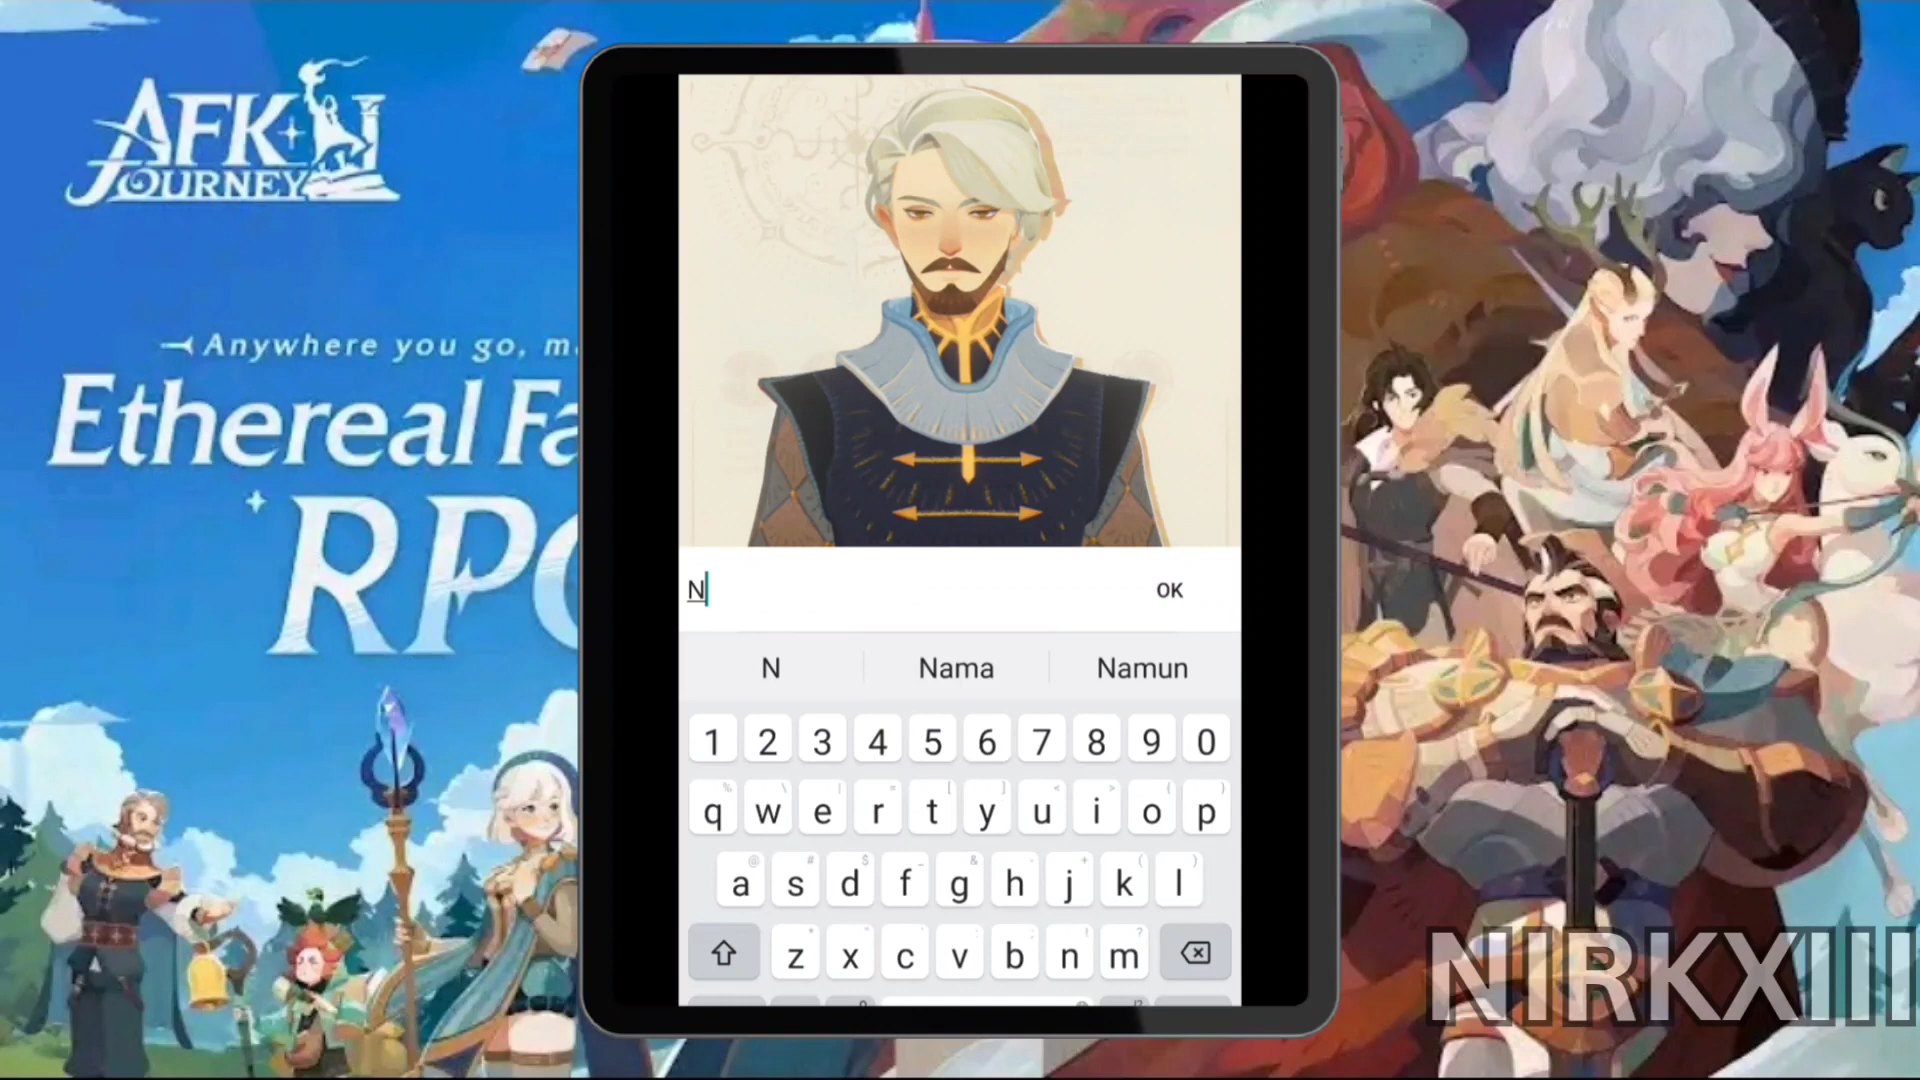 AFK
JOURNEY
Anywhere you go, m
Ethereal Fa
RPG
N
OK
N Nama Namun
1 2 3 4 5 6 7 8 9 0
q w e r t y u i o p
a s d f g h j k l
z x c v b n m
NIRKXIII